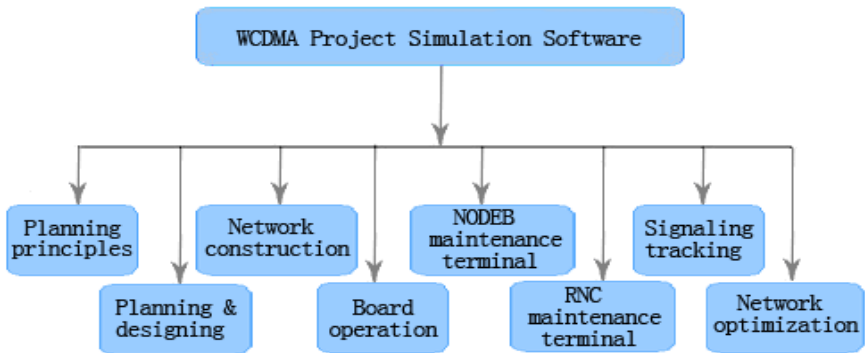 WCDMA Project Simulation Software
Planning
principles
Planning &
designing
Network
construction
Board
operation
NODEB
maintenance
terminal
RNC
maintenance
terminal
Signaling
tracking
Network
optimization